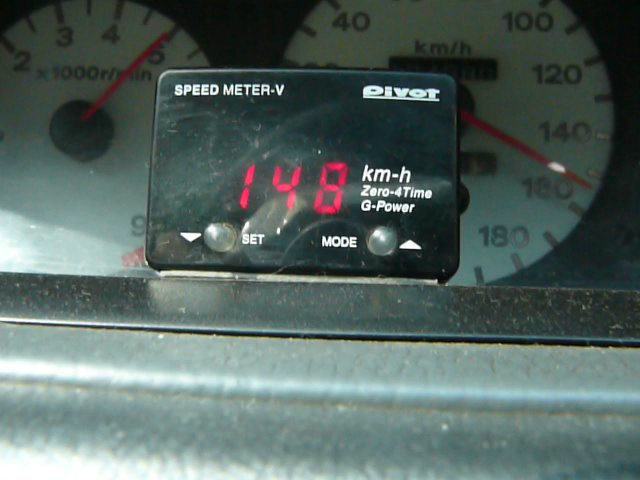 40
100
3
4
5
km/h
2
x1000r/min
120
SPEED METER-V
Pivot
140
148
km-h
Zero-4Time
G-Power
160
SET
MODE
180
9